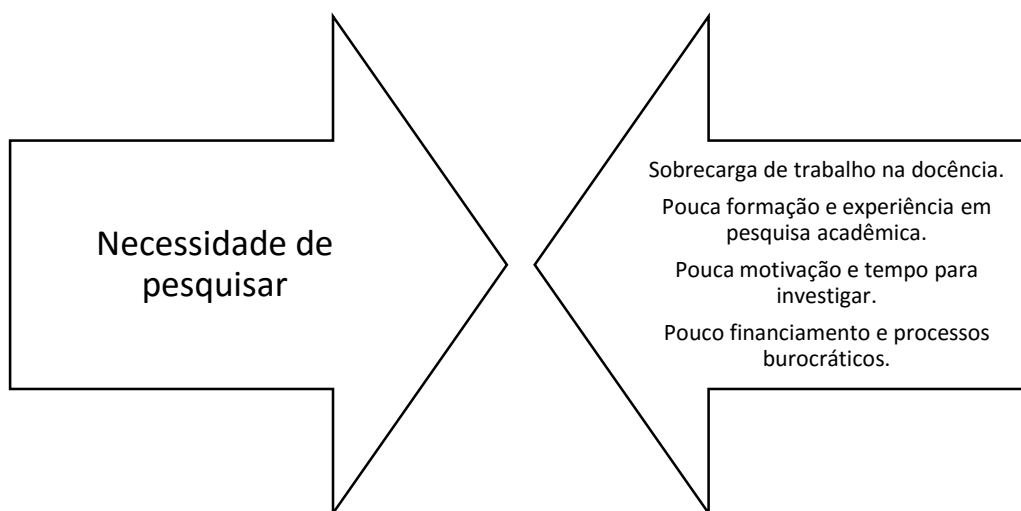 Necessidade de
pesquisar
Sobrecarga de trabalho na docência.
Pouca formação e experiência em
pesquisa acadêmica.
Pouca motivação e tempo para
investigar.
Pouco financiamento e processos
burocráticos.